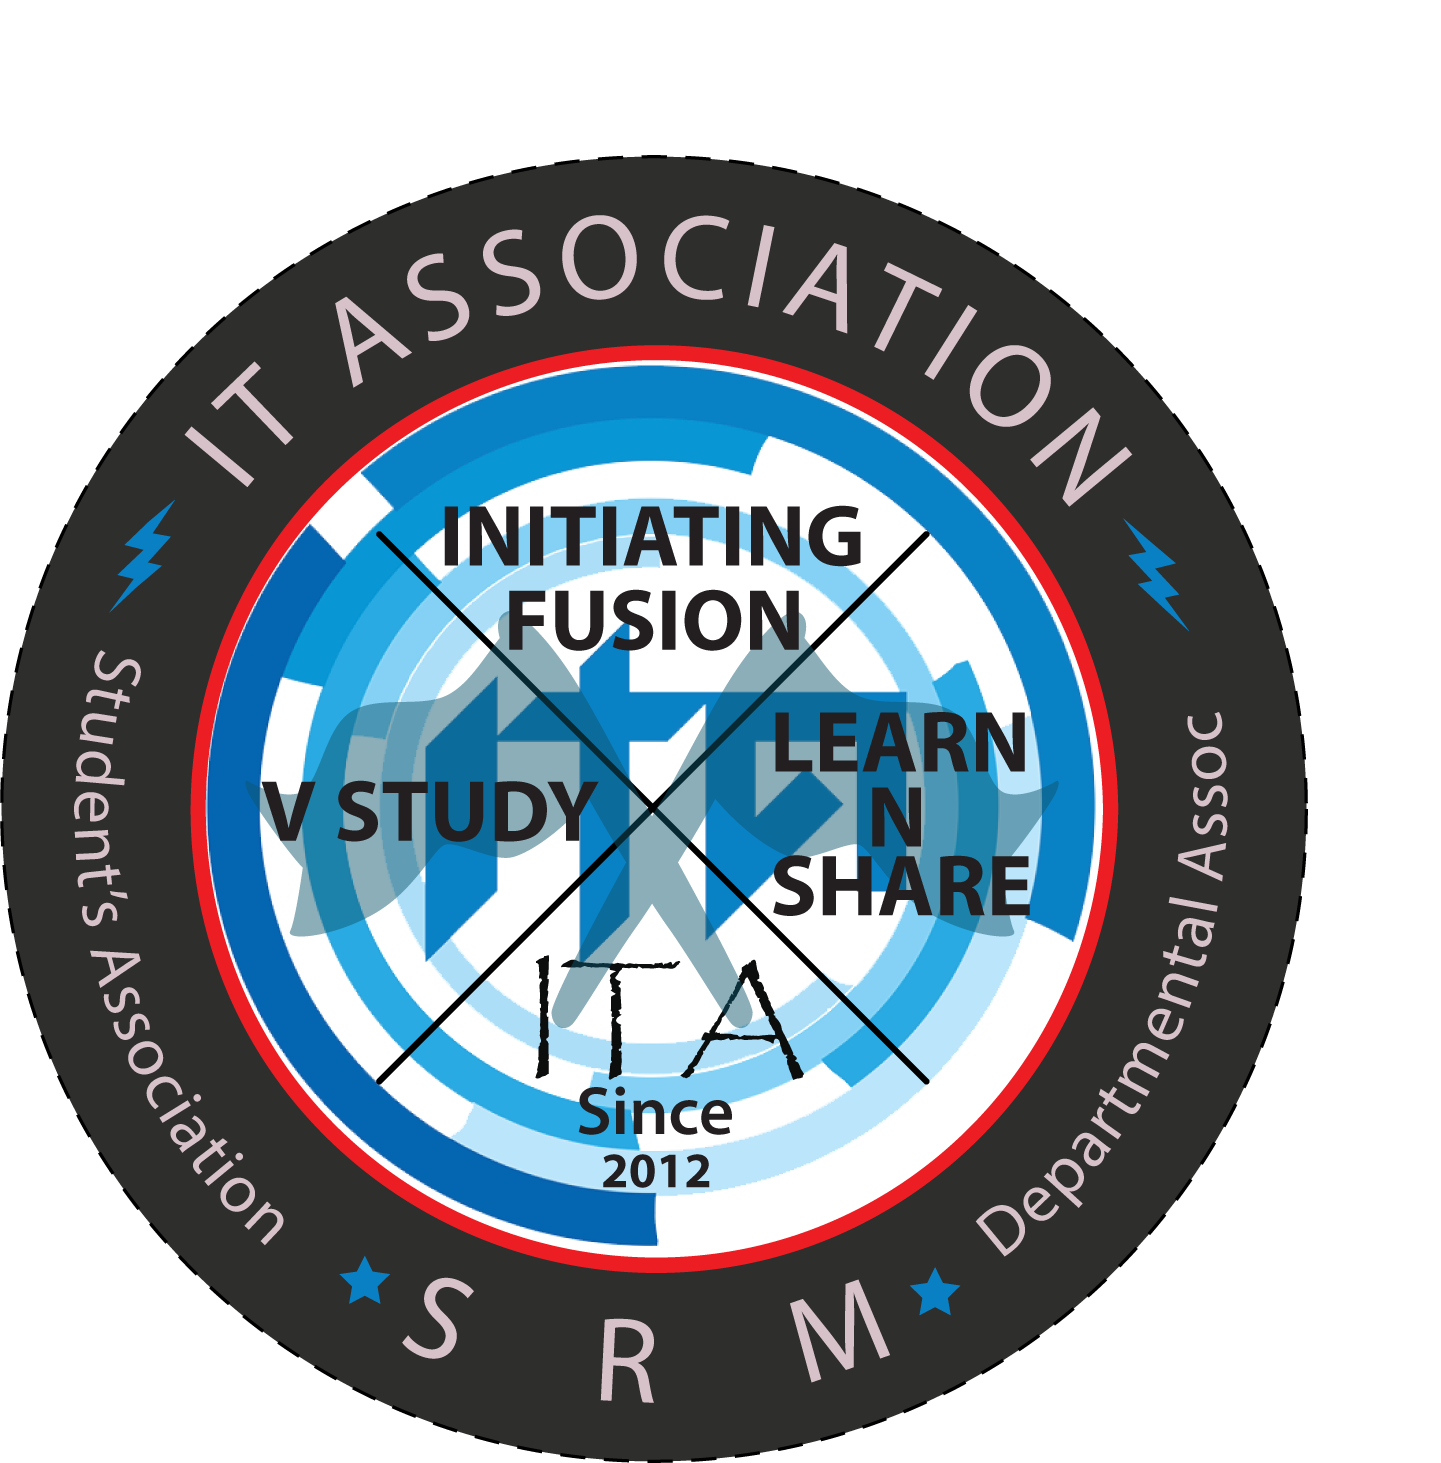 IT ASSOCIATION
INITIATING
FUSION
V STUDY
LEARN
N
SHARE
ITA
Since
2012
Student's Association
Departmental Assoc
S R M